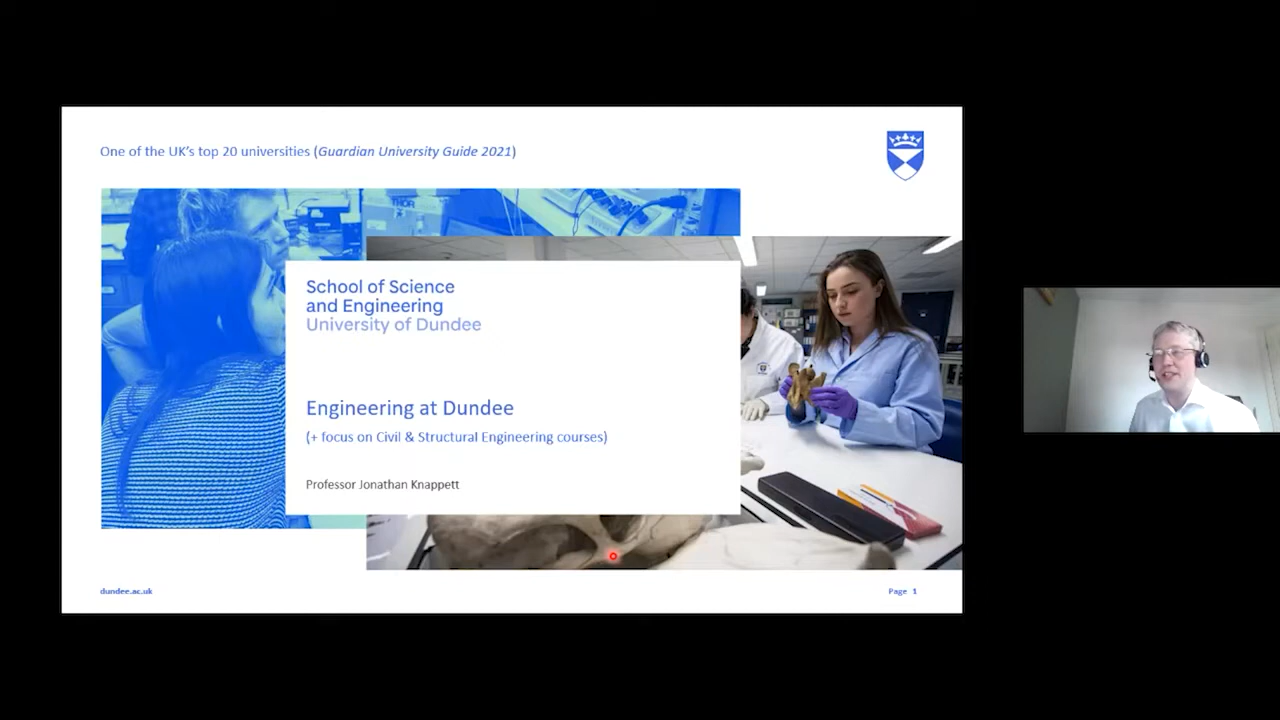 One of the UK's top 20 universities (Guardian University Guide 2021)
THOR
School of Science
and Engineering
University of Dundee
Engineering at Dundee
(+ focus on Civil & Structural Engineering courses)
Professor Jonathan Knappett
dundee.ac.uk
Page 1